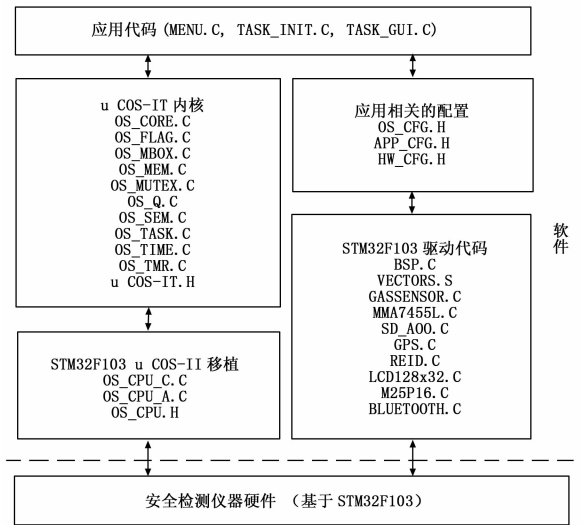 应用代码 (MENU.C, TASK_INIT.C, TASK_GUI.C)
u COS-IT 内核
OS_CORE.C
OS_FLAG.C
OS_MBOX.C
OS_MEM.C
OS_MUTEX.C
OS_Q.C
OS_SEM.C
OS_TASK.C
OS_TIME.C
OS_TMR.C
u COS-IT.H
应用相关的配置
OS_CFG.H
APP_CFG.H
HW_CFG.H
STM32F103 驱动代码
BSP.C
VECTORS.S
GASSENSOR.C
MMA7455L.C
SD_AOO.C
GPS.C
REID.C
LCD128x32.C
M25P16.C
BLUETOOTH.C
软件
STM32F103 u COS-II 移植
OS_CPU_C.C
OS_CPU_A.C
OS_CPU.H
安全检测仪器硬件 （基于 STM32F103）